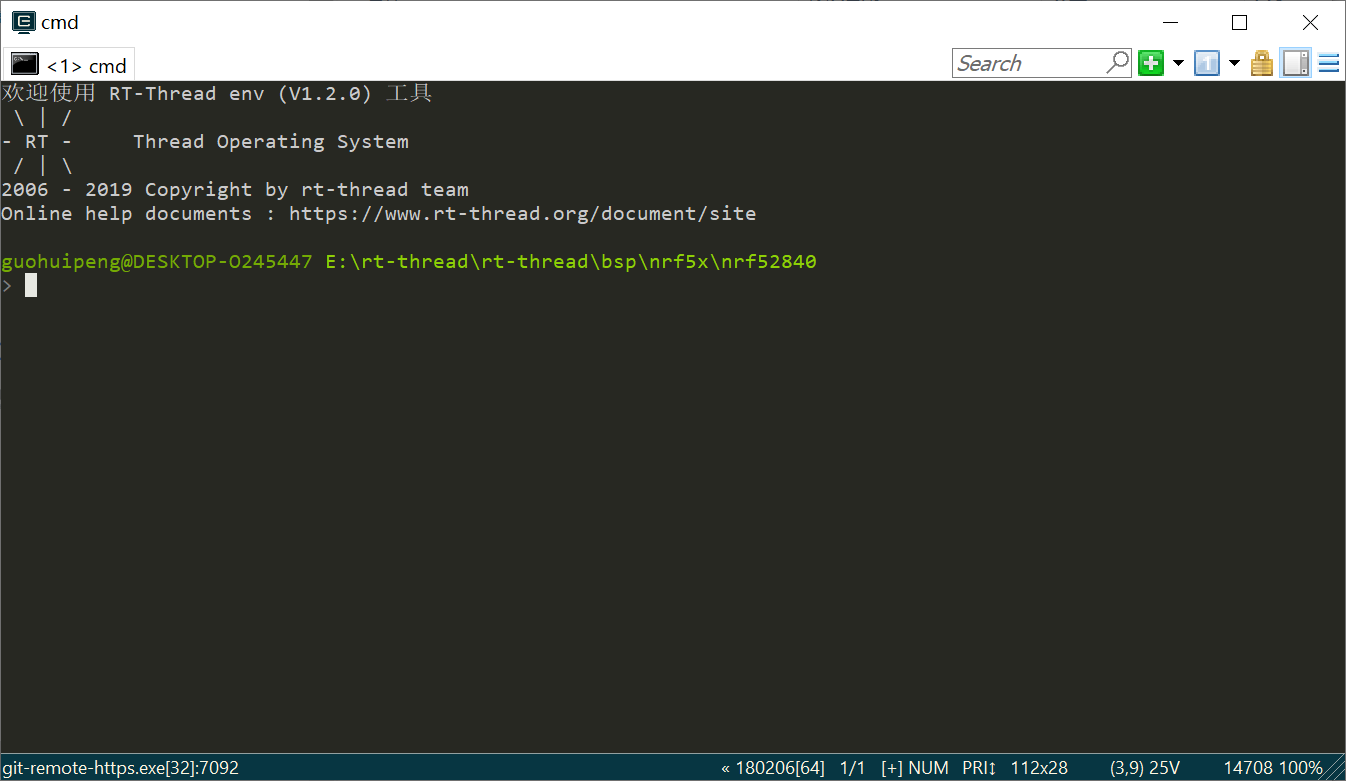 cmd
<1> cmd
Search
欢迎使用 RT-Thread env (V1.2.0) 工具
\ | /
- RT -     Thread Operating System
/ | \
2006 - 2019 Copyright by rt-thread team
Online help documents : https://www.rt-thread.org/document/site
guohuipeng@DESKTOP-O245447 E:\rt-thread\rt-thread\bsp\nrf5x\nrf52840
>
git-remote-https.exe[32]:7092 « 180206[64] 1/1 [+] NUM PRI↕ 112x28 (3,9) 25V 14708 100%